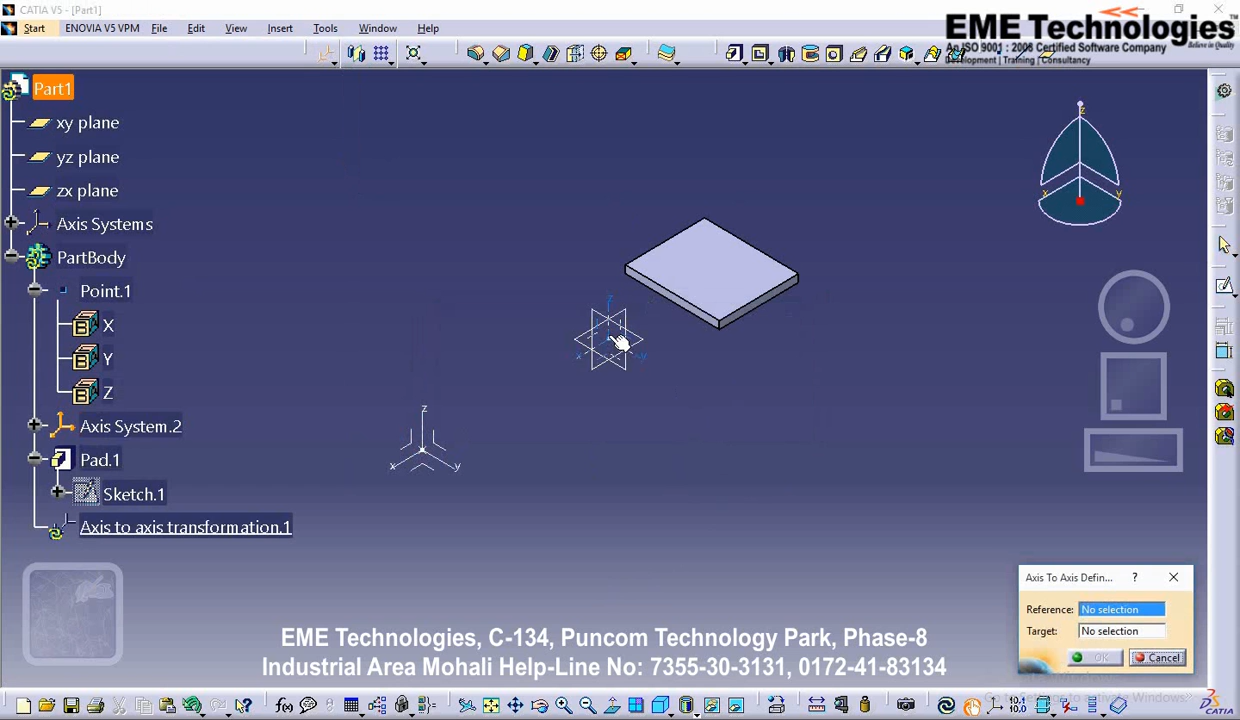 CATIA V5 - [Part1]
Start ENOVIA V5 VPM File Edit View Insert Tools Window Help
EME Technologies
An ISO 9001 : 2008 Certified Software Company
Development | Training | Consultancy
Believe in Quality
Part1
xy plane
yz plane
zx plane
Axis Systems
PartBody
Point.1
X
Y
Z
Axis System.2
Pad.1
Sketch.1
Axis to axis transformation.1
z
x y
z
x y
z
x y
Axis To Axis Defin... ?
Reference: No selection
Target: No selection
OK Cancel
EME Technologies, C-134, Puncom Technology Park, Phase-8
Industrial Area Mohali Help-Line No: 7355-30-3131, 0172-41-83134
CATIA